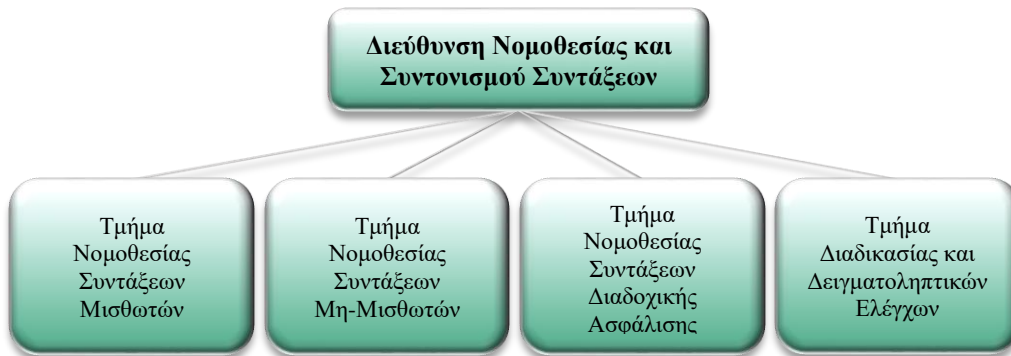 Διεύθυνση Νομοθεσίας και
Συντονισμού Συντάξεων
Τμήμα
Νομοθεσίας
Συντάξεων
Μισθωτών
Τμήμα
Νομοθεσίας
Συντάξεων
Μη-Μισθωτών
Τμήμα
Νομοθεσίας
Συντάξεων
Διαδοχικής
Ασφάλισης
Τμήμα
Διαδικασίας και
Δειγματοληπτικών
Ελέγχων